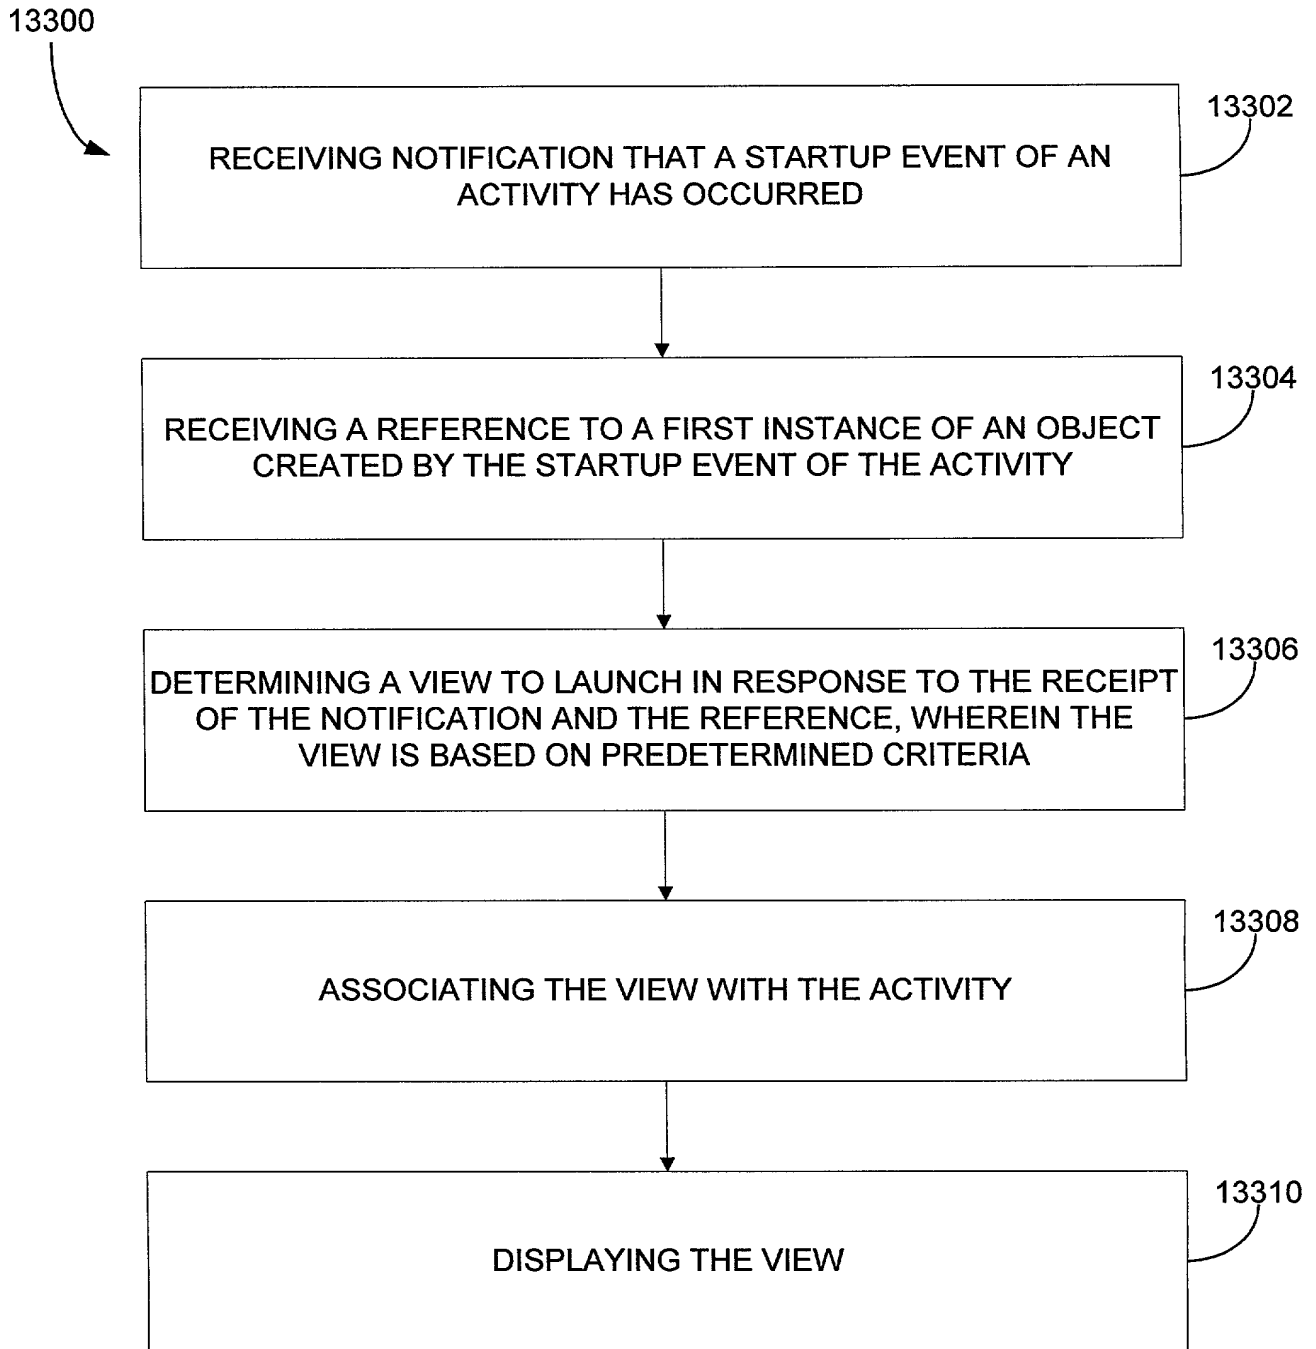 13300
13302
RECEIVING NOTIFICATION THAT A STARTUP EVENT OF AN
ACTIVITY HAS OCCURRED
13304
RECEIVING A REFERENCE TO A FIRST INSTANCE OF AN OBJECT
CREATED BY THE STARTUP EVENT OF THE ACTIVITY
13306
DETERMINING A VIEW TO LAUNCH IN RESPONSE TO THE RECEIPT
OF THE NOTIFICATION AND THE REFERENCE, WHEREIN THE
VIEW IS BASED ON PREDETERMINED CRITERIA
13308
ASSOCIATING THE VIEW WITH THE ACTIVITY
13310
DISPLAYING THE VIEW